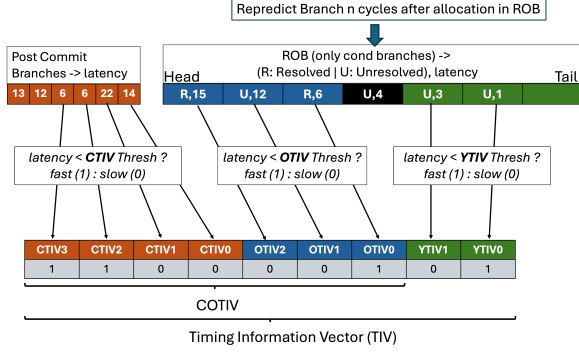 Repredict Branch n cycles after allocation in ROB
Post Commit
Branches -> latency
ROB (only cond branches) ->
(R: Resolved | U: Unresolved), latency
Head
Tail
13 12 6 6 22 14
R,15 U,12 R,6 U,4 U,3 U,1
latency < CTIV Thresh ?
fast (1) : slow (0)
latency < OTIV Thresh ?
fast (1) : slow (0)
latency < YTIV Thresh ?
fast (1) : slow (0)
CTIV3 CTIV2 CTIV1 CTIV0 OTIV2 OTIV1 OTIV0 YTIV1 YTIV0
1 1 0 0 0 0 1 0 1
COTIV
Timing Information Vector (TIV)